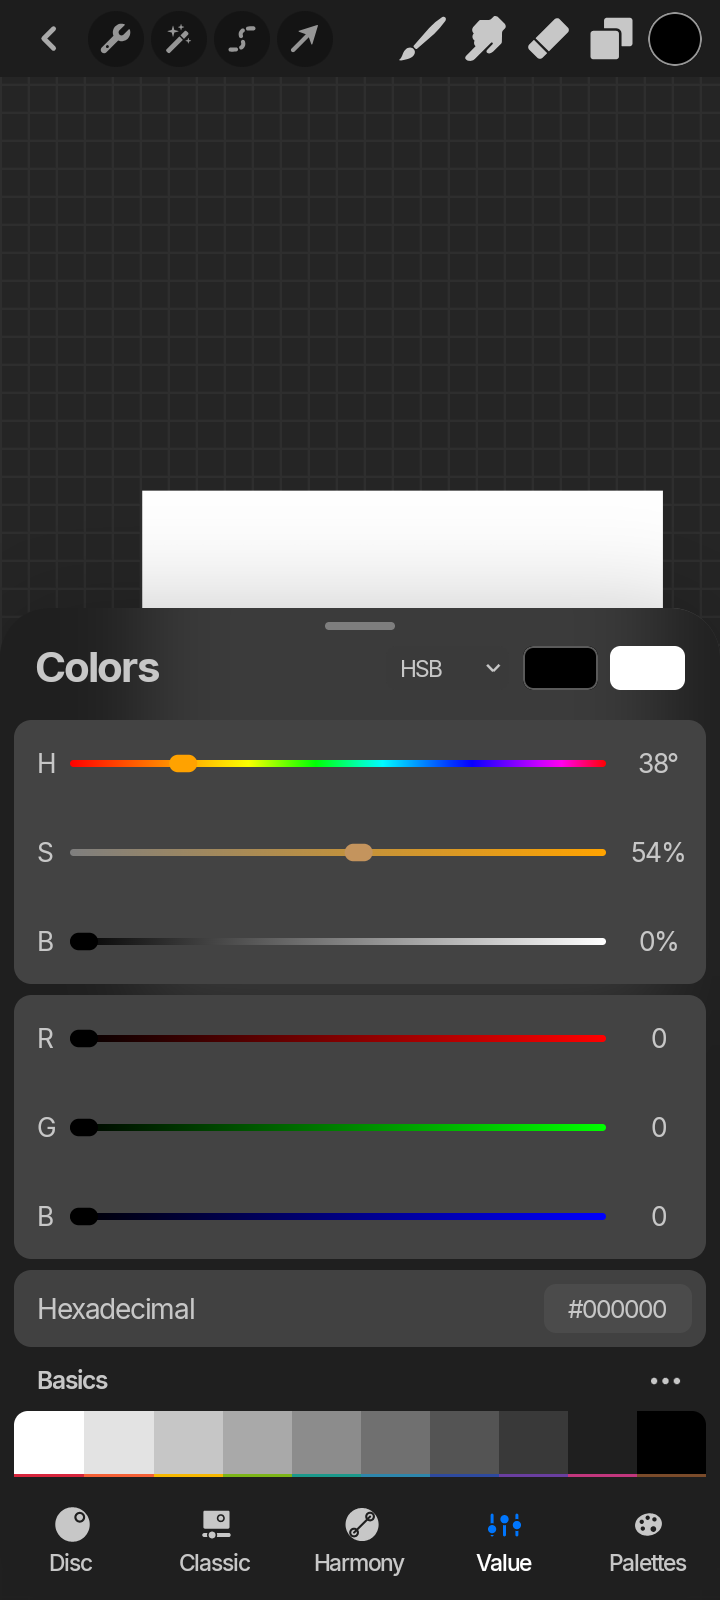 Colors
HSB
H 38°
S 54%
B 0%
R 0
G 0
B 0
Hexadecimal #000000
Basics
Disc Classic Harmony Value Palettes